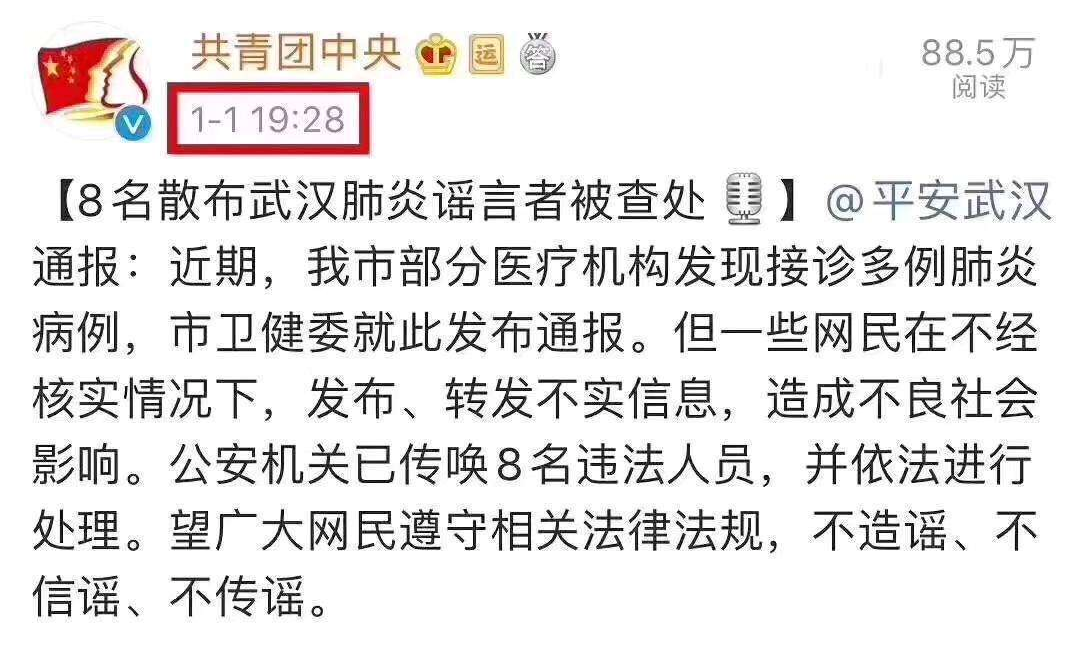 共青团中央 运 答
88.5万
阅读
1-1 19:28
【8名散布武汉肺炎谣言者被查处】@平安武汉
通报：近期，我市部分医疗机构发现接诊多例肺炎
病例，市卫健委就此发布通报。但一些网民在不经
核实情况下，发布、转发不实信息，造成不良社会
影响。公安机关已传唤8名违法人员，并依法进行
处理。望广大网民遵守相关法律法规，不造谣、不
信谣、不传谣。